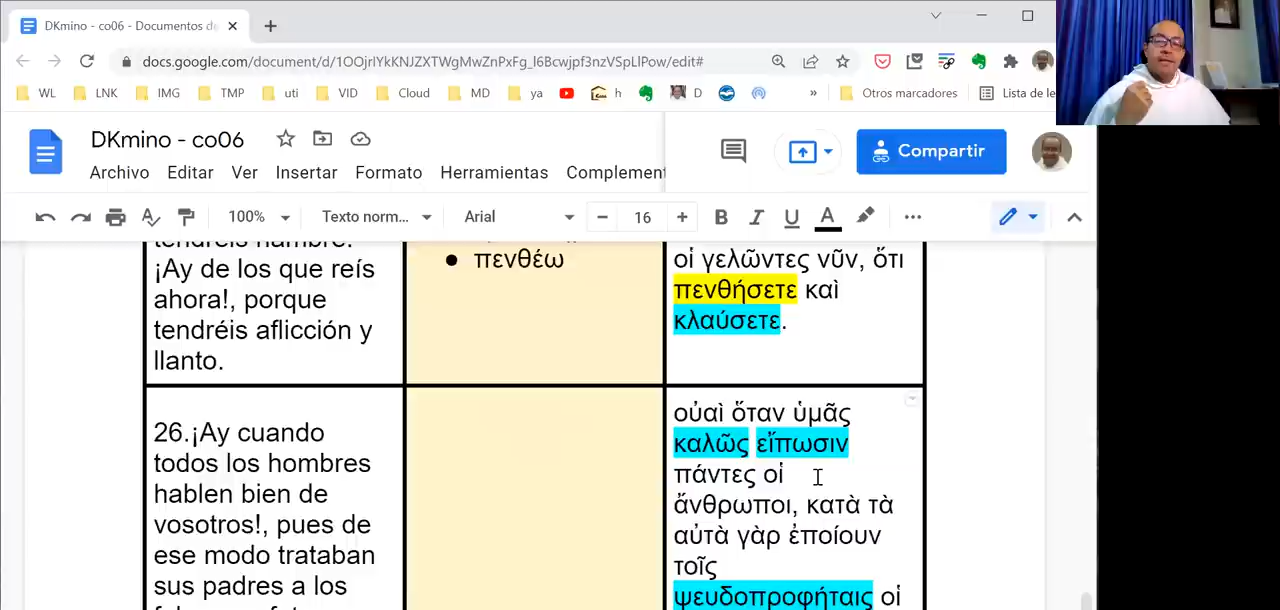 DKmino - co06 - Documentos de
docs.google.com/document/d/1OOjrIYkKNJZXTWgMwZnPxFg_l6Bcwjpf3nzVSpLlPow/edit#
WL LNK IMG TMP uti VID Cloud MD ya h D » Otros marcadores Lista de le
DKmino - co06
Compartir
Archivo Editar Ver Insertar Formato Herramientas Complement
100% Texto norm... Arial 16 B I U A
tendréis hambre.
¡Ay de los que reís
ahora!, porque
tendréis aflicción y
llanto.
● πενθέω
οἱ γελῶντες νῦν, ὅτι
πενθήσετε καὶ
κλαύσετε.
26.¡Ay cuando
todos los hombres
hablen bien de
vosotros!, pues de
ese modo trataban
sus padres a los
οὐαὶ ὅταν ὑμᾶς
καλῶς εἴπωσιν
πάντες οἱ
ἄνθρωποι, κατὰ τὰ
αὐτὰ γὰρ ἐποίουν
τοῖς
ψευδοπροφήταις οἱ